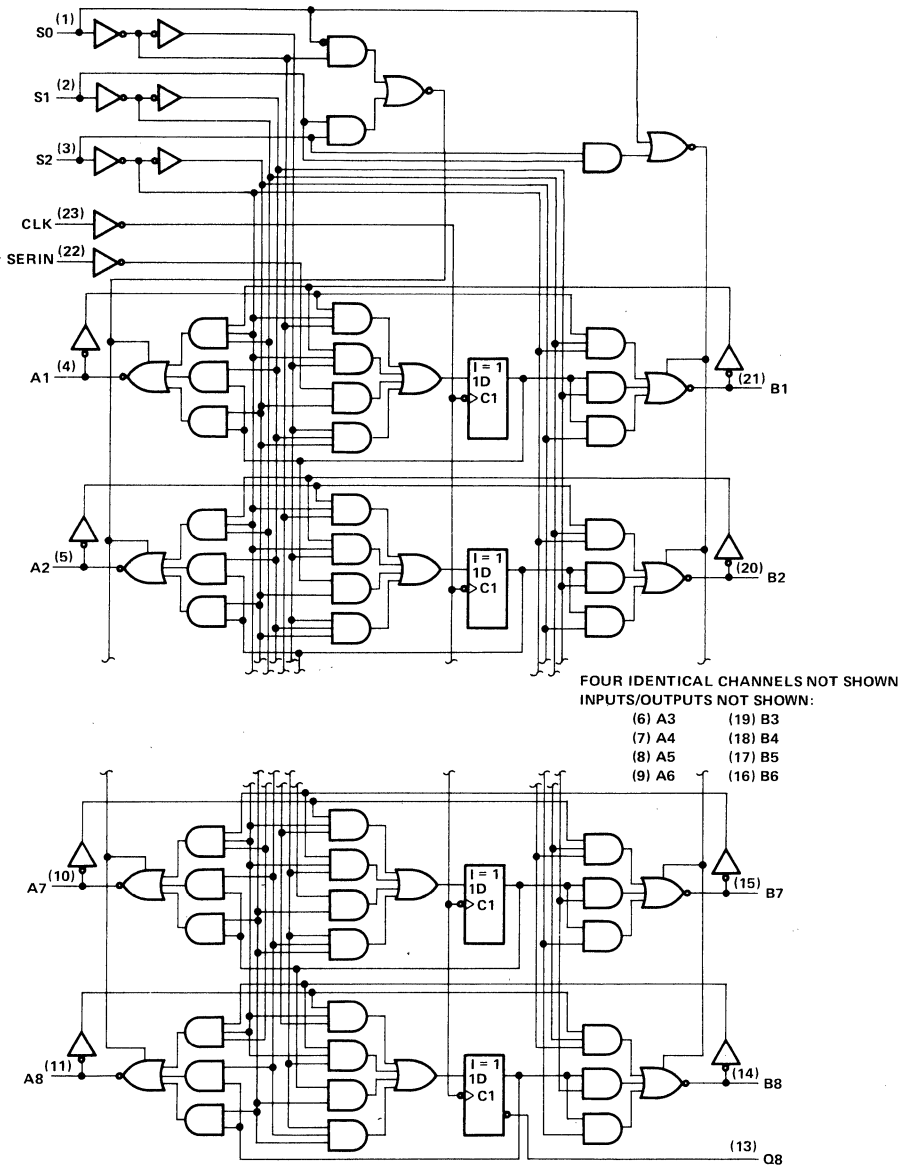 S0 (1)
S1 (2)
S2 (3)
CLK (23)
SERIN (22)
A1 (4)
I = 1
1D
C1
(21) B1
A2 (5)
I = 1
1D
C1
(20) B2
FOUR IDENTICAL CHANNELS NOT SHOWN
INPUTS/OUTPUTS NOT SHOWN:
(6) A3 (19) B3
(7) A4 (18) B4
(8) A5 (17) B5
(9) A6 (16) B6
A7 (10)
I = 1
1D
C1
(15) B7
A8 (11)
I = 1
1D
C1
(14) B8
(13)
Q8